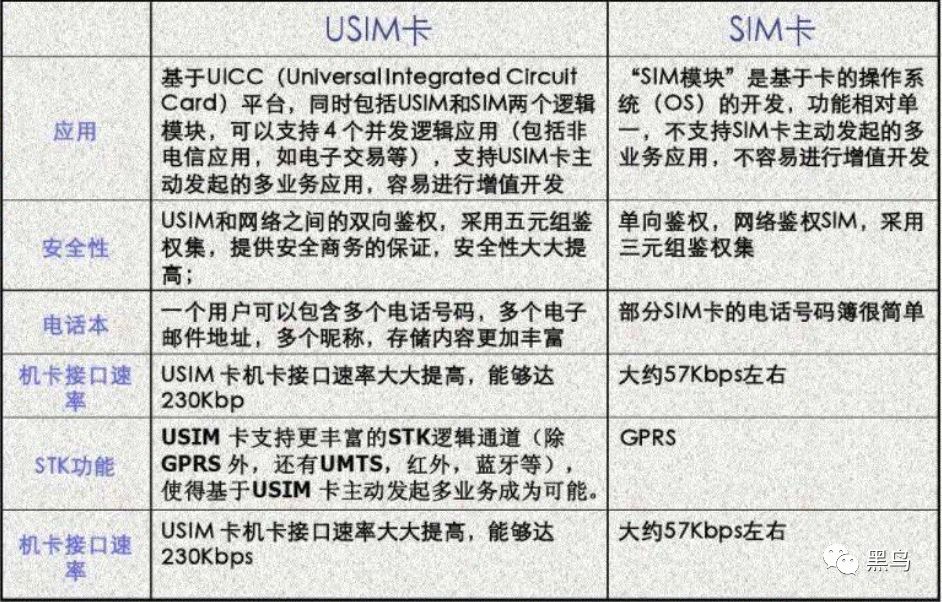 USIM卡
SIM卡
应用
基于UICC（Universal Integrated Circuit
Card）平台，同时包括USIM和SIM两个逻辑
模块，可以支持 4 个并发逻辑应用（包括非
电信应用，如电子交易等），支持USIM卡主
动发起的多业务应用，容易进行增值开发
“SIM模块”是基于卡的操作系
统（OS）的开发，功能相对单
一，不支持SIM卡主动发起的多
业务应用，不容易进行增值开发
安全性
USIM和网络之间的双向鉴权，采用五元组鉴
权集，提供安全商务的保证，安全性大大提
高；
单向鉴权，网络鉴权SIM，采用
三元组鉴权集
电话本
一个用户可以包含多个电话号码，多个电子
邮件地址，多个昵称，存储内容更加丰富
部分SIM卡的电话号码簿很简单
机卡接口速
率
USIM 卡机卡接口速率大大提高，能够达
230Kbp
大约57Kbps左右
STK功能
USIM 卡支持更丰富的STK逻辑通道（除
GPRS 外，还有UMTS，红外，蓝牙等），
使得基于USIM 卡主动发起多业务成为可能。
GPRS
机卡接口速
率
USIM 卡机卡接口速率大大提高，能够达
230Kbps
大约57Kbps左右
黑鸟